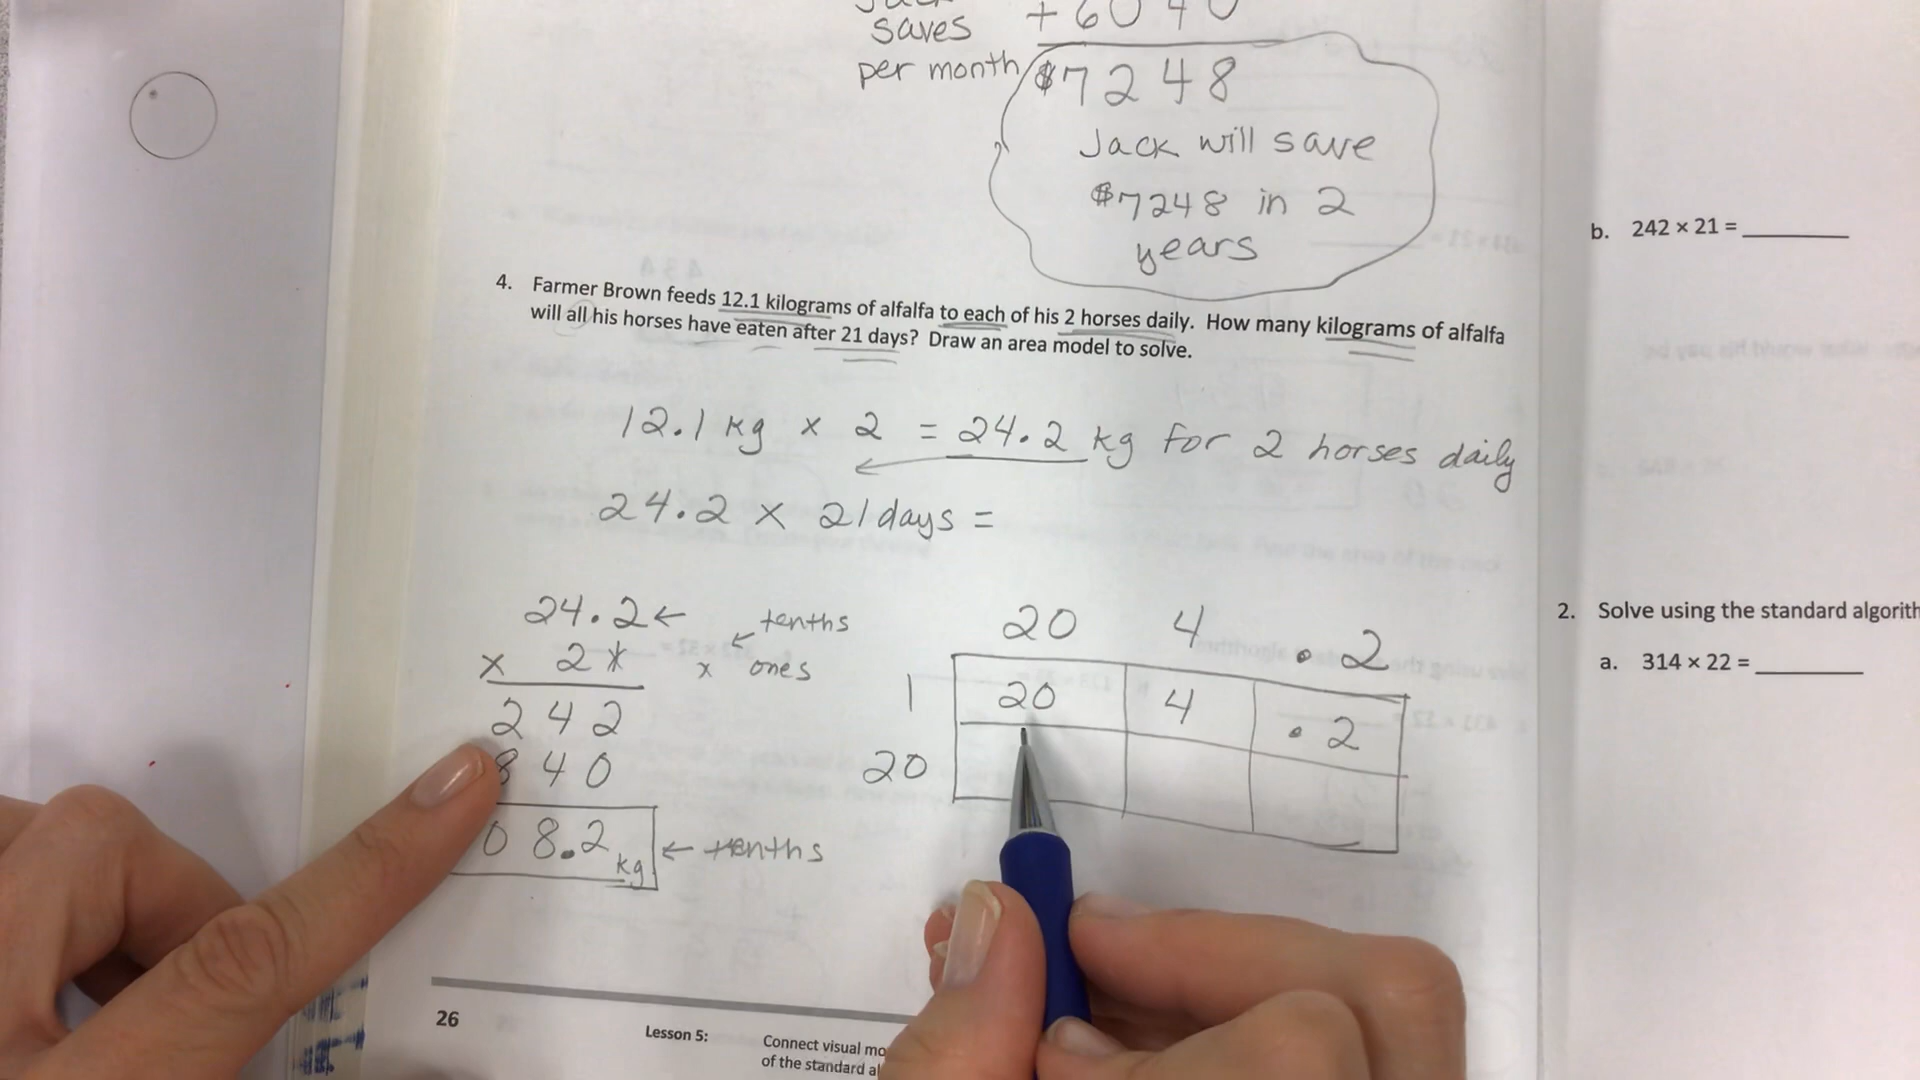 saves + 6040
per month $7248
Jack will save
$7248 in 2
years
4. Farmer Brown feeds 12.1 kilograms of alfalfa to each of his 2 horses daily. How many kilograms of alfalfa
will all his horses have eaten after 21 days? Draw an area model to solve.
12.1 kg x 2 = 24.2 kg for 2 horses daily
24.2 x 21 days =
24.2 ← tenths
x 21 x ← ones
242
840
08.2 kg ← tenths
20 4 .2
1 20 4 .2
20
26 Lesson 5: Connect visual
of the standard
b. 242 × 21 =
2. Solve using the standard
a. 314 × 22 =